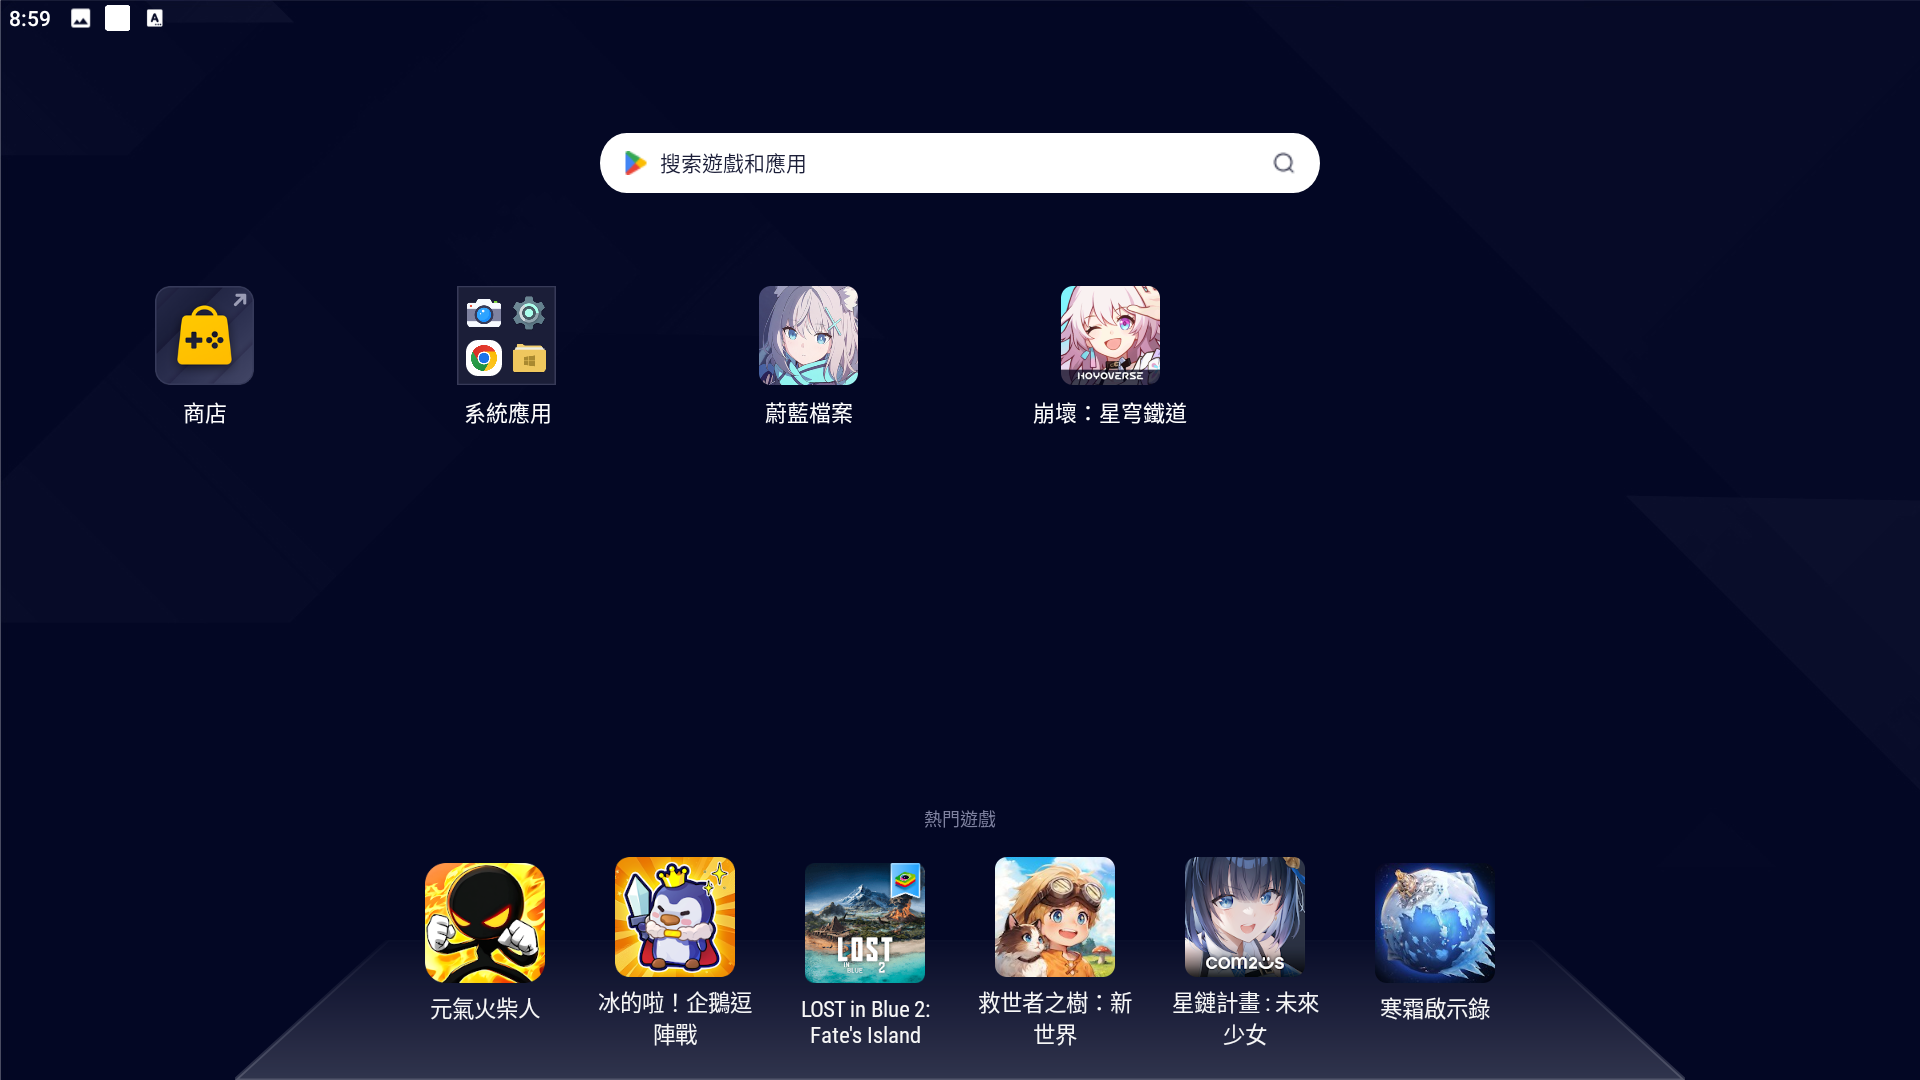 8:59
搜索遊戲和應用
商店
系統應用
蔚藍檔案
崩壞：星穹鐵道
HOYOVERSE
熱門遊戲
元氣火柴人
冰的啦！企鵝逗
陣戰
LOST
IN
BLUE 2
LOST in Blue 2:
Fate's Island
救世者之樹：新
世界
COM2US
星鏈計畫 : 未來
少女
寒霜啟示錄